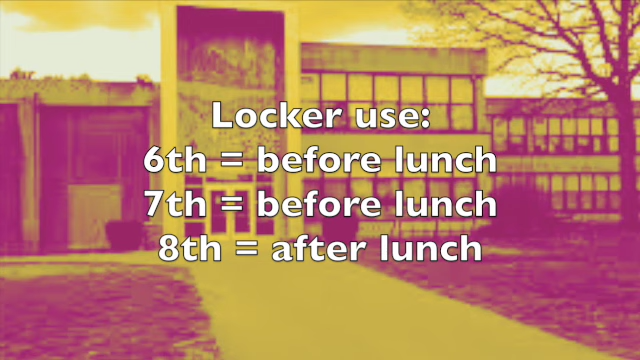 Locker use:
6th = before lunch
7th = before lunch
8th = after lunch